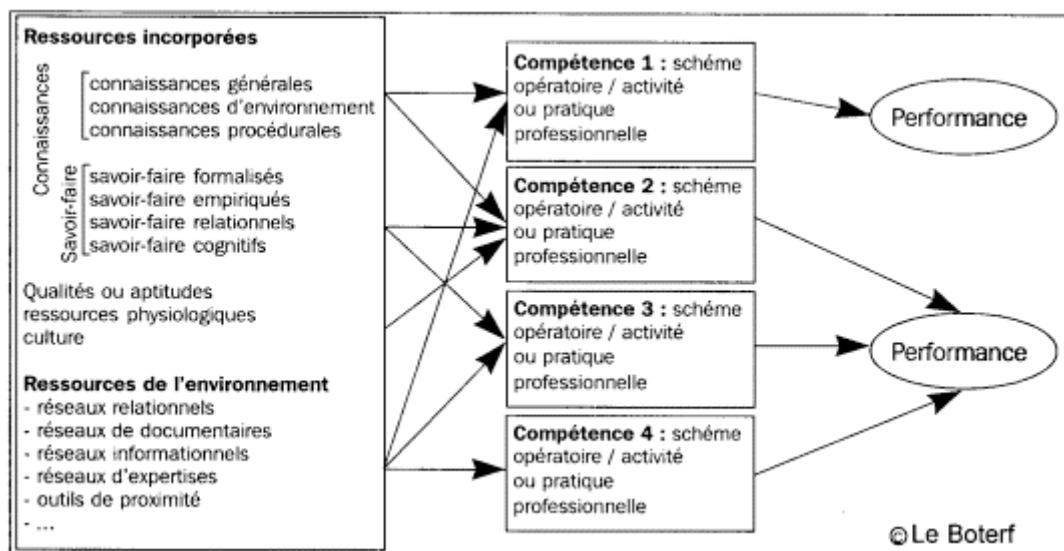 Ressources incorporées
Connaissances
connaissances générales
connaissances d'environnement
connaissances procédurales
Savoir-faire
savoir-faire formalisés
savoir-faire empiriqués
savoir-faire relationnels
savoir-faire cognitifs
Qualités ou aptitudes
ressources physiologiques
culture
Ressources de l'environnement
- réseaux relationnels
- réseaux de documentaires
- réseaux informationnels
- réseaux d'expertises
- outils de proximité
- ...
Compétence 1 : schéme
opératoire / activité
ou pratique
professionnelle
Compétence 2 : schéme
opératoire / activité
ou pratique
professionnelle
Compétence 3 : schéme
opératoire / activité
ou pratique
professionnelle
Compétence 4 : schéme
opératoire / activité
ou pratique
professionnelle
Performance
Performance
© Le Boterf